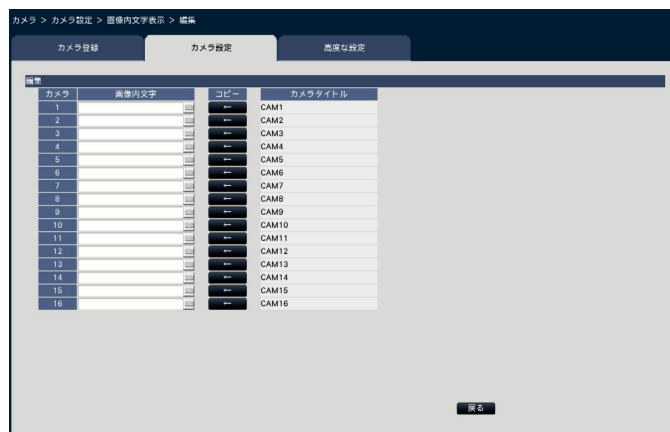 カメラ > カメラ設定 > 画像内文字表示 > 編集
カメラ登録 カメラ設定 高度な設定
編集
カメラ 画像内文字 コピー カメラタイトル
1 ← CAM1
2 ← CAM2
3 ← CAM3
4 ← CAM4
5 ← CAM5
6 ← CAM6
7 ← CAM7
8 ← CAM8
9 ← CAM9
10 ← CAM10
11 ← CAM11
12 ← CAM12
13 ← CAM13
14 ← CAM14
15 ← CAM15
16 ← CAM16
戻る